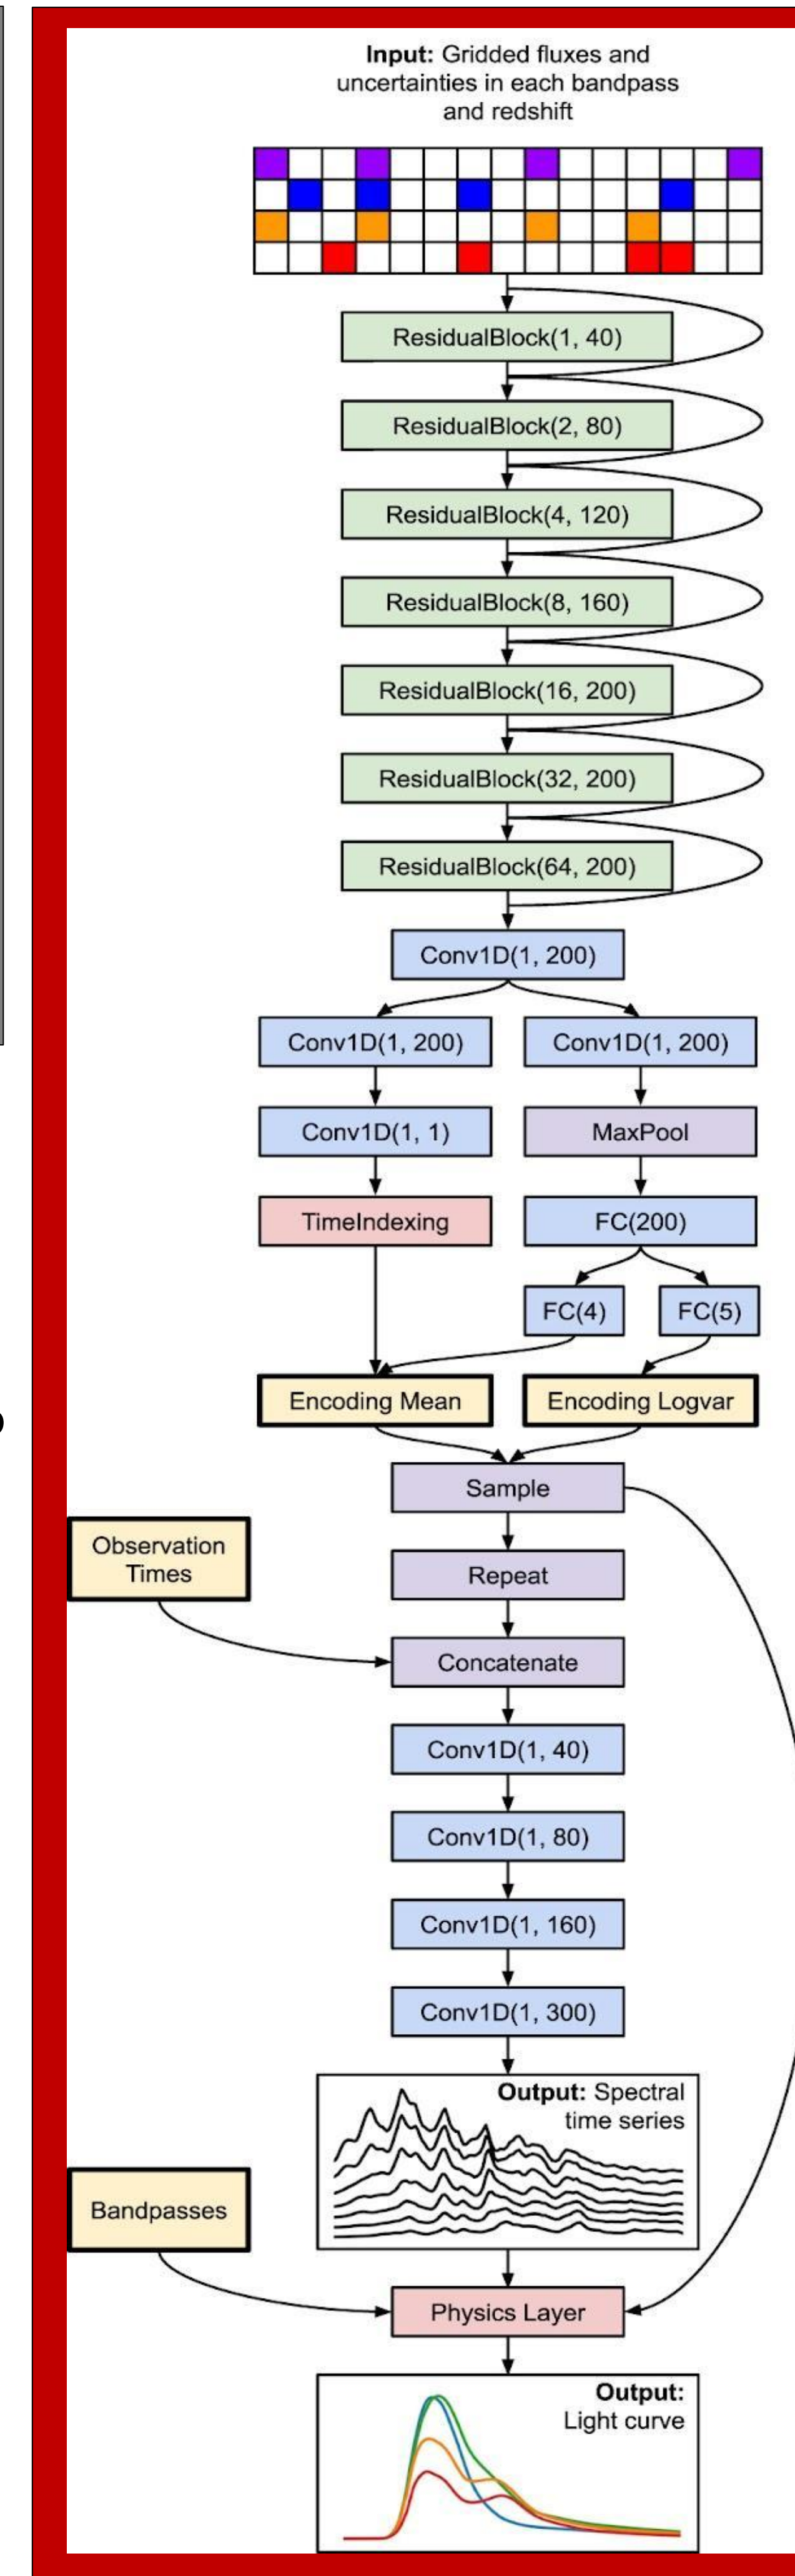 Input: Gridded fluxes and
uncertainties in each bandpass
and redshift
ResidualBlock(1, 40)
ResidualBlock(2, 80)
ResidualBlock(4, 120)
ResidualBlock(8, 160)
ResidualBlock(16, 200)
ResidualBlock(32, 200)
ResidualBlock(64, 200)
Conv1D(1, 200)
Conv1D(1, 200)
Conv1D(1, 200)
Conv1D(1, 1)
MaxPool
TimeIndexing
FC(200)
FC(4)
FC(5)
Encoding Mean
Encoding Logvar
Sample
Observation
Times
Repeat
Concatenate
Conv1D(1, 40)
Conv1D(1, 80)
Conv1D(1, 160)
Conv1D(1, 300)
Output: Spectral
time series
Bandpasses
Physics Layer
Output:
Light curve